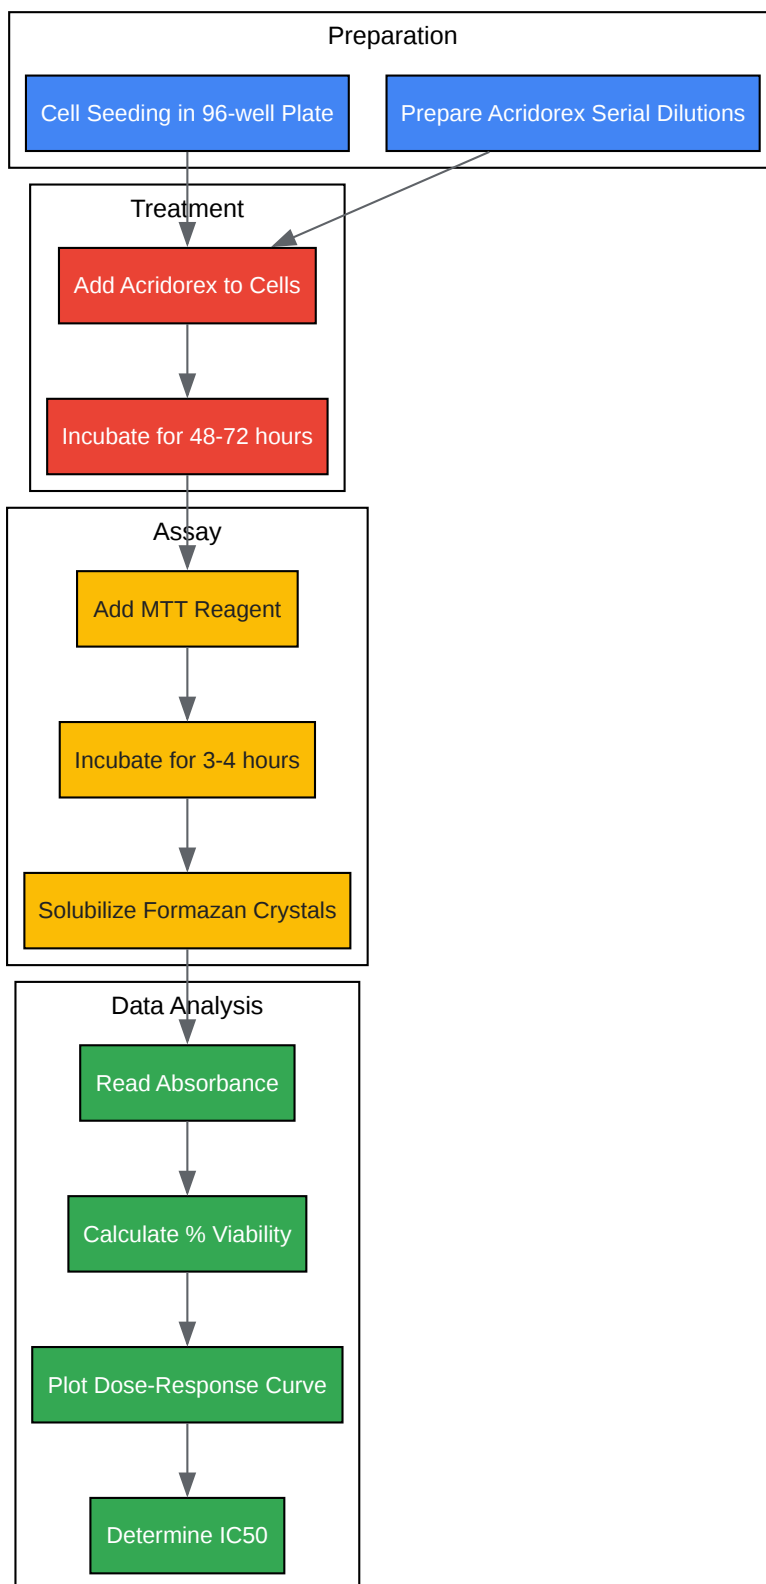 Preparation
Cell Seeding in 96-well Plate
Prepare Acridorex Serial Dilutions
Treatment
Add Acridorex to Cells
Incubate for 48-72 hours
Assay
Add MTT Reagent
Incubate for 3-4 hours
Solubilize Formazan Crystals
Data Analysis
Read Absorbance
Calculate % Viability
Plot Dose-Response Curve
Determine IC50